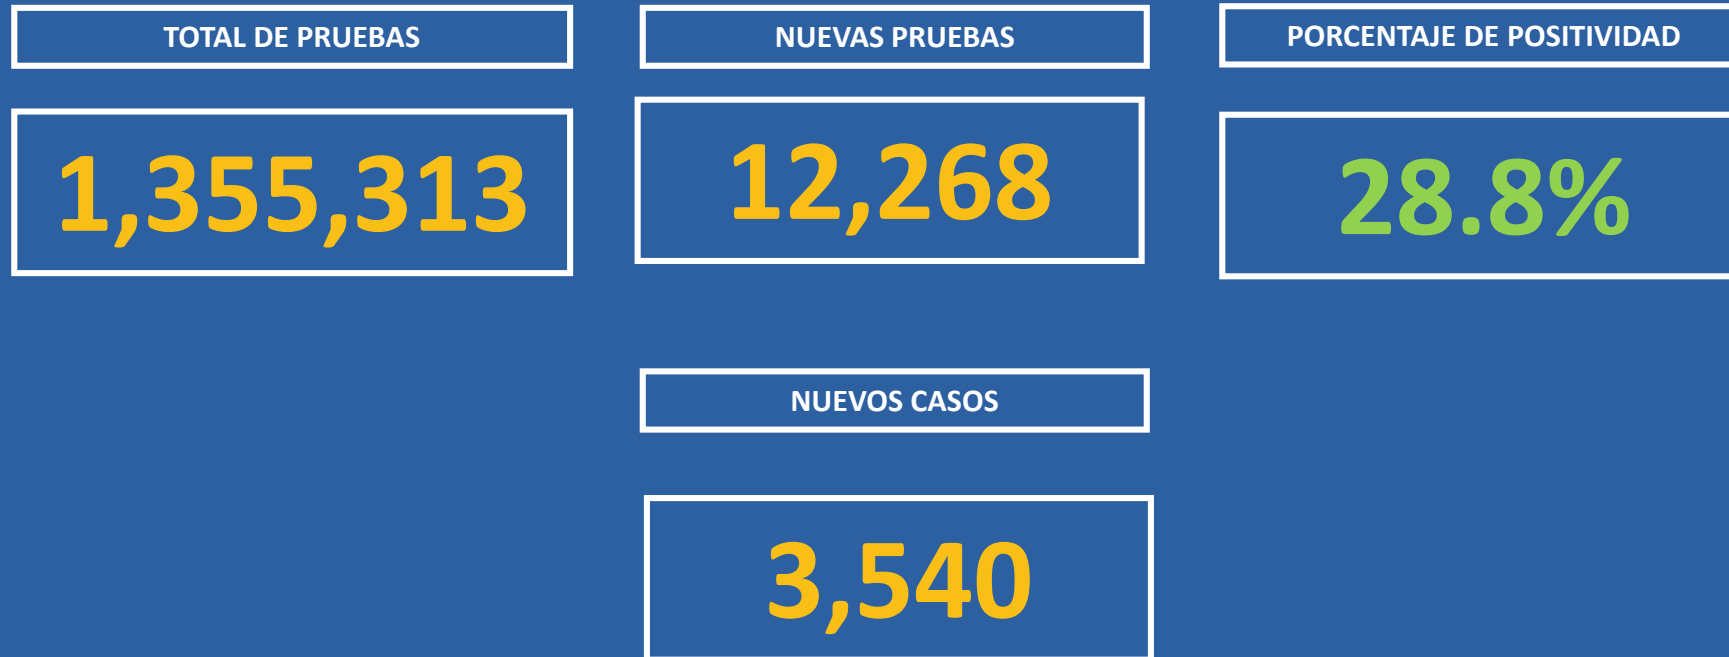 TOTAL DE PRUEBAS
NUEVAS PRUEBAS
PORCENTAJE DE POSITIVIDAD
1,355,313
12,268
28.8%
NUEVOS CASOS
3,540